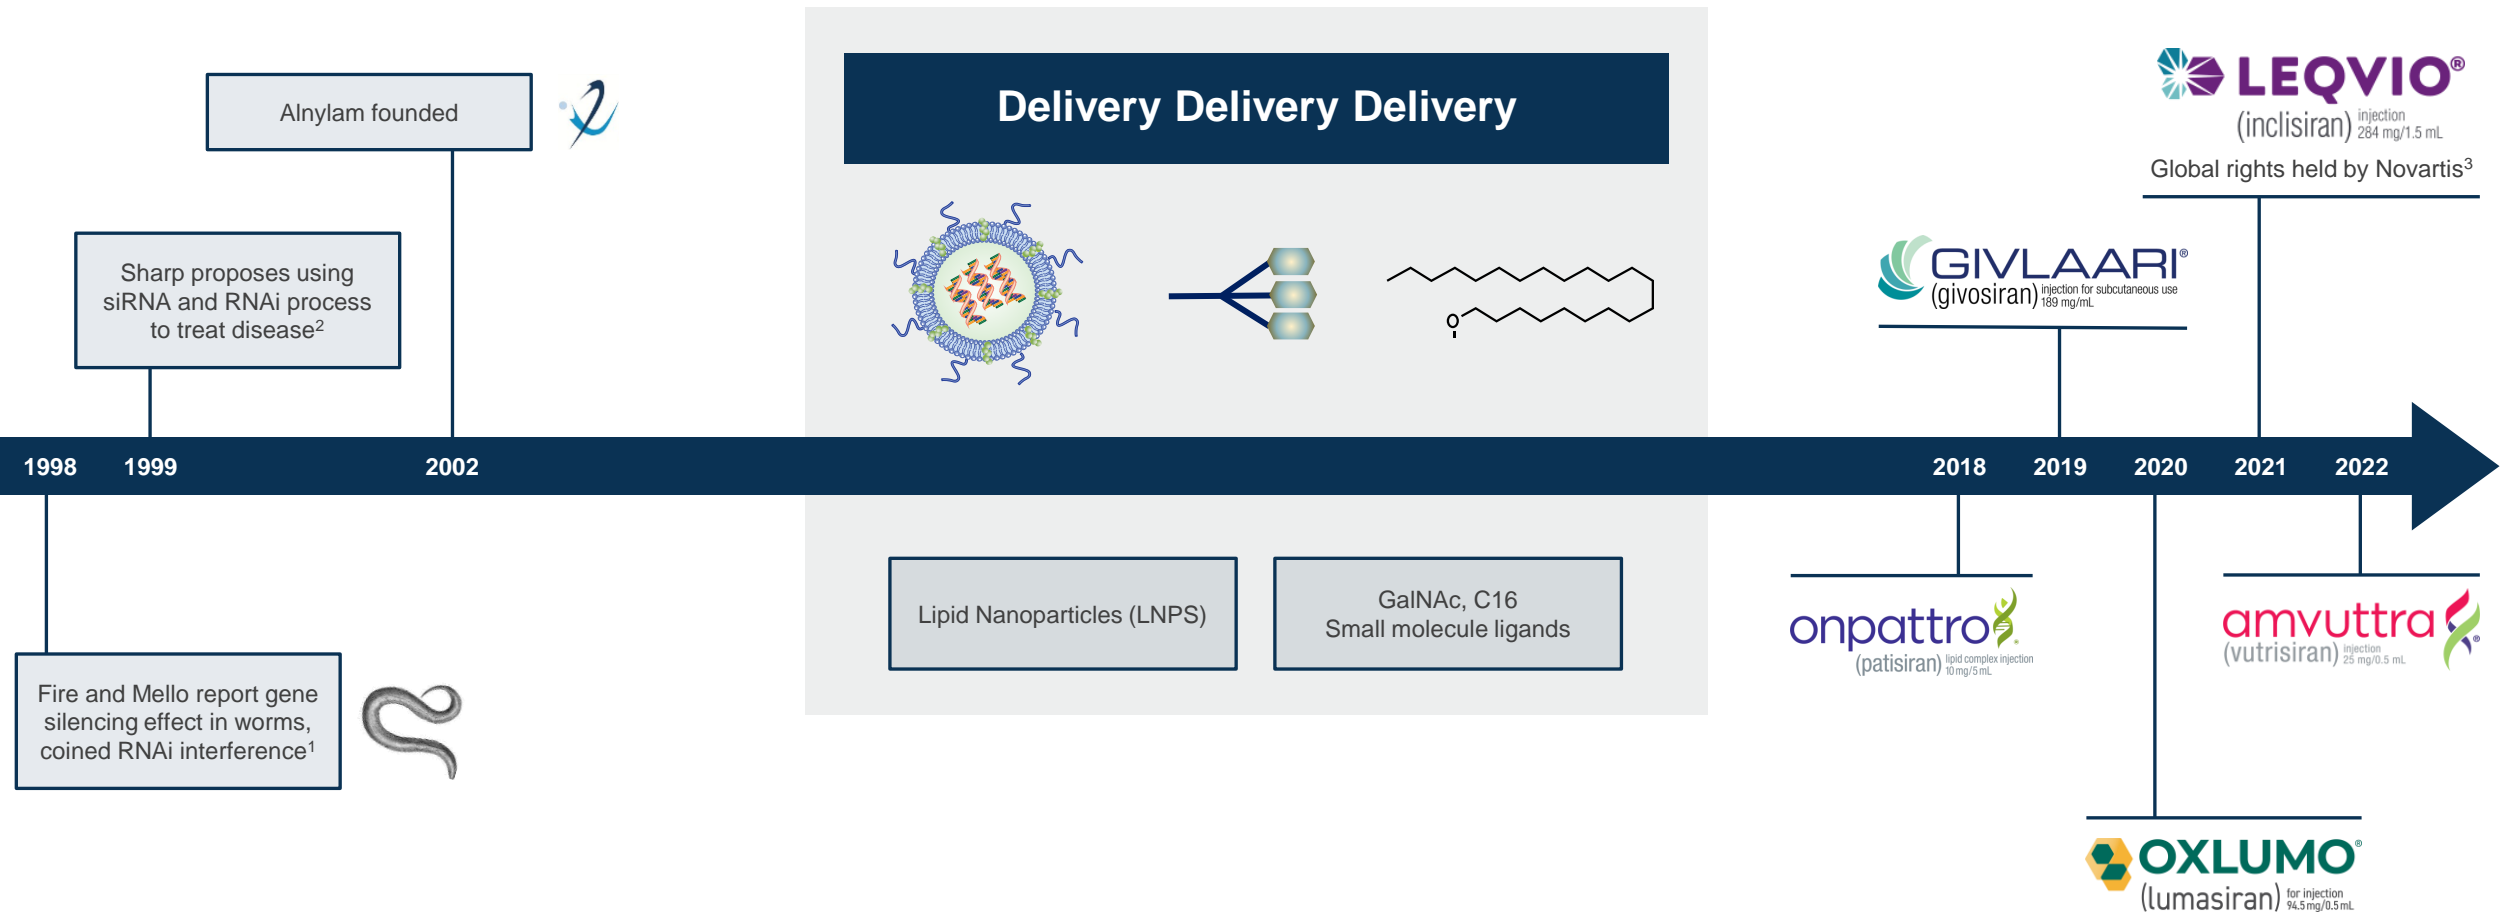 Alnylam founded
Sharp proposes using
siRNA and RNAi process
to treat disease2
Delivery Delivery Delivery
O
LEQVIO®
(inclisiran) injection
284 mg/1.5 mL
Global rights held by Novartis3
GIVLAARI®
(givosiran) injection for subcutaneous use
189 mg/mL
1998 1999 2002 2018 2019 2020 2021 2022
Fire and Mello report gene
silencing effect in worms,
coined RNAi interference1
Lipid Nanoparticles (LNPS)
GalNAc, C16
Small molecule ligands
onpattro®
(patisiran) lipid complex injection
10 mg/5 mL
amvuttra®
(vutrisiran) injection
25 mg/0.5 mL
OXLUMO®
(lumasiran) for injection
94.5 mg/0.5 mL